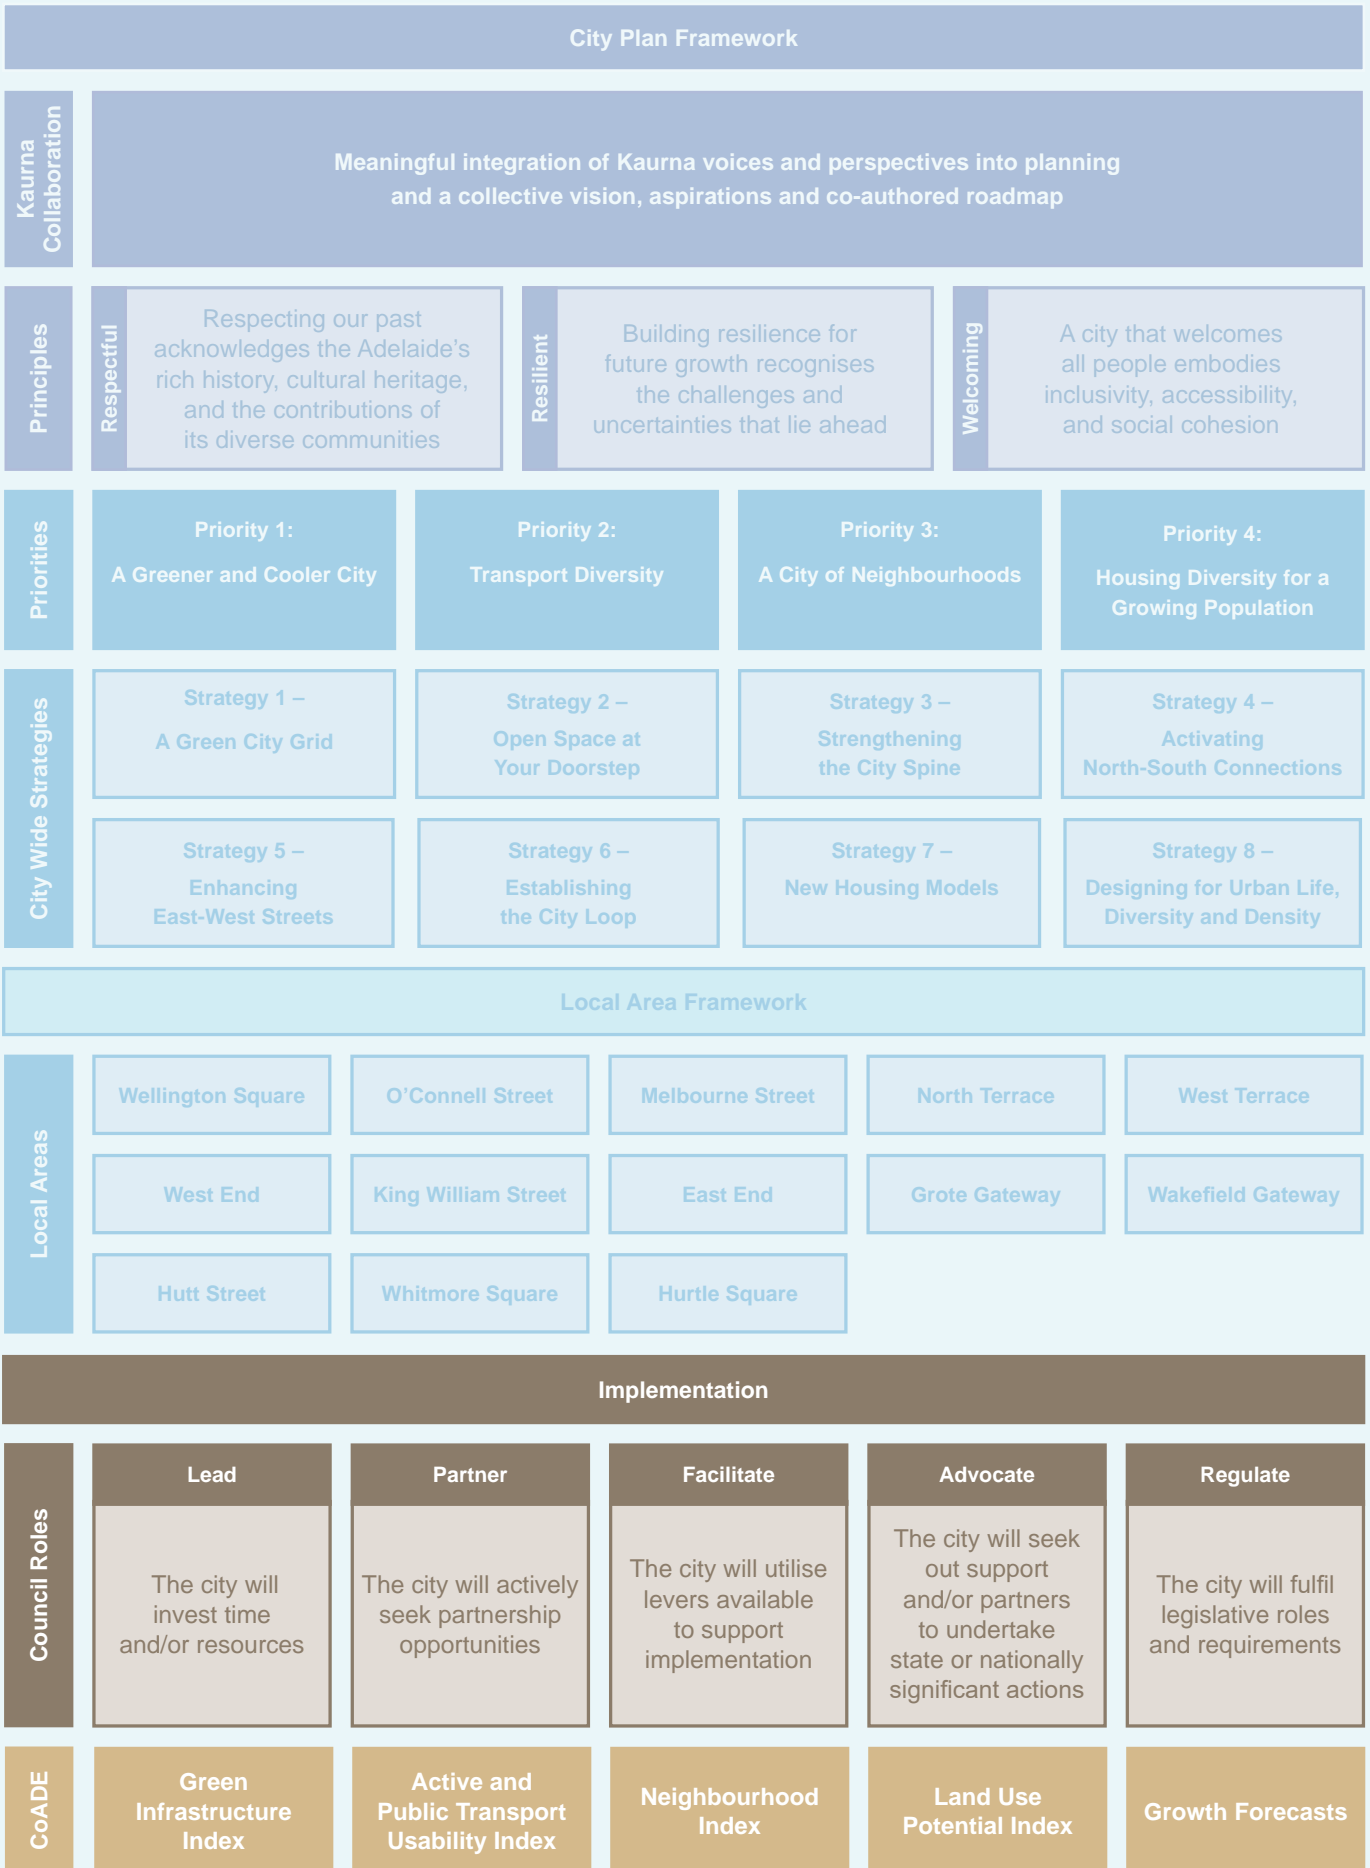 City Plan Framework
Kaurna
Collaboration
Meaningful integration of Kaurna voices and perspectives into planning
and a collective vision, aspirations and co-authored roadmap
Principles
Respectful
Respecting our past
acknowledges the Adelaide's
rich history, cultural heritage,
and the contributions of
its diverse communities
Resilient
Building resilience for
future growth recognises
the challenges and
uncertainties that lie ahead
Welcoming
A city that welcomes
all people embodies
inclusivity, accessibility,
and social cohesion
Priorities
Priority 1:
A Greener and Cooler City
Priority 2:
Transport Diversity
Priority 3:
A City of Neighbourhoods
Priority 4:
Housing Diversity for a
Growing Population
City Wide Strategies
Strategy 1 –
A Green City Grid
Strategy 2 –
Open Space at
Your Doorstep
Strategy 3 –
Strengthening
the City Spine
Strategy 4 –
Activating
North-South Connections
Strategy 5 –
Enhancing
East-West Streets
Strategy 6 –
Establishing
the City Loop
Strategy 7 –
New Housing Models
Strategy 8 –
Designing for Urban Life,
Diversity and Density
Local Area Framework
Local Areas
Wellington Square
O'Connell Street
Melbourne Street
North Terrace
West Terrace
West End
King William Street
East End
Grote Gateway
Wakefield Gateway
Hutt Street
Whitmore Square
Hurtle Square
Implementation
Council Roles
Lead
The city will
invest time
and/or resources
Partner
The city will actively
seek partnership
opportunities
Facilitate
The city will utilise
levers available
to support
implementation
Advocate
The city will seek
out support
and/or partners
to undertake
state or nationally
significant actions
Regulate
The city will fulfil
legislative roles
and requirements
CoADE
Green
Infrastructure
Index
Active and
Public Transport
Usability Index
Neighbourhood
Index
Land Use
Potential Index
Growth Forecasts